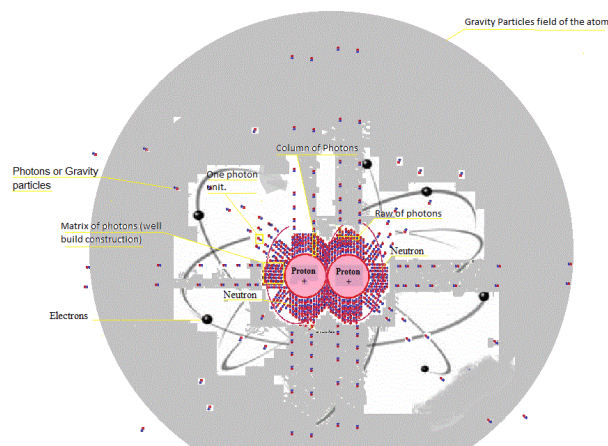 Gravity Particles field of the atom
Column of Photons
Photons or Gravity
particles
One photon
unit.
Matrix of photons (well
build construction)
Raw of photons
Neutron
Proton
+
Proton
+
Neutron
Electrons